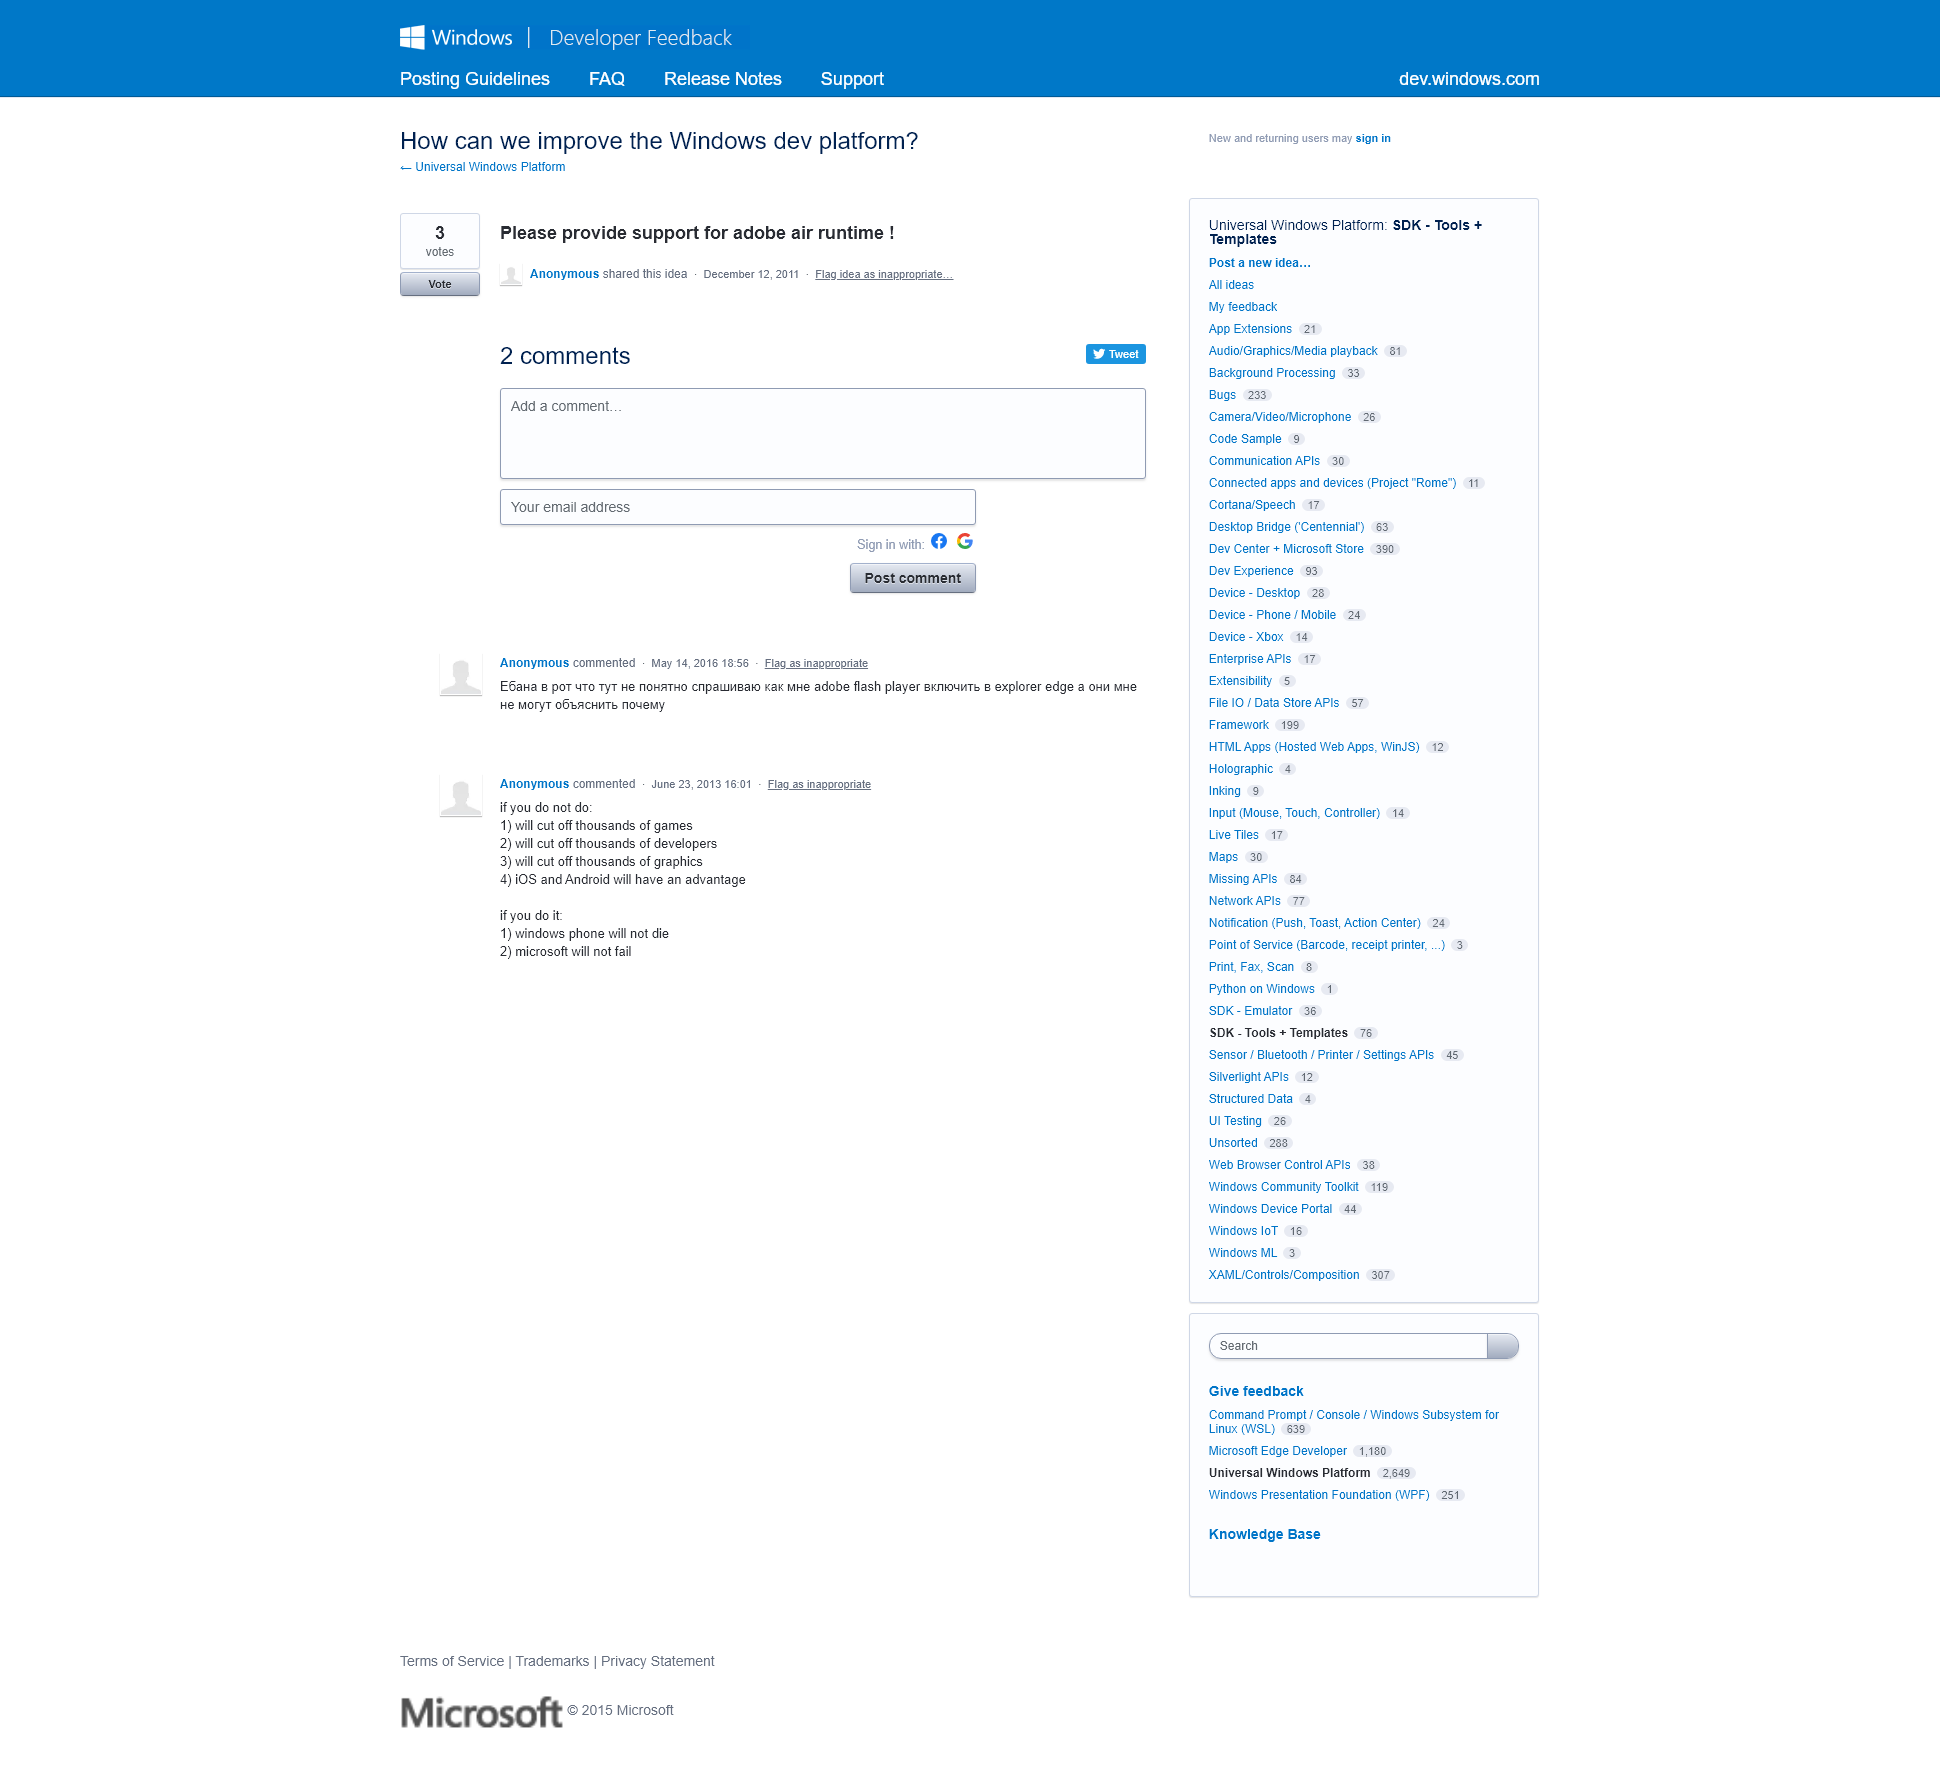 Windows | Developer Feedback
Posting Guidelines FAQ Release Notes Support dev.windows.com
How can we improve the Windows dev platform?
← Universal Windows Platform
New and returning users may sign in
3
votes
Vote
Please provide support for adobe air runtime !
Anonymous shared this idea · December 12, 2011 · Flag idea as inappropriate…
2 comments
Tweet
Add a comment…
Your email address
Sign in with:
Post comment
Anonymous commented · May 14, 2016 18:56 · Flag as inappropriate
Ебана в рот что тут не понятно спрашиваю как мне adobe flash player включить в explorer edge а они мне
не могут объяснить почему
Anonymous commented · June 23, 2013 16:01 · Flag as inappropriate
if you do not do:
1) will cut off thousands of games
2) will cut off thousands of developers
3) will cut off thousands of graphics
4) iOS and Android will have an advantage
if you do it:
1) windows phone will not die
2) microsoft will not fail
Universal Windows Platform: SDK - Tools +
Templates
Post a new idea…
All ideas
My feedback
App Extensions 21
Audio/Graphics/Media playback 81
Background Processing 33
Bugs 233
Camera/Video/Microphone 26
Code Sample 9
Communication APIs 30
Connected apps and devices (Project "Rome") 11
Cortana/Speech 17
Desktop Bridge ('Centennial') 63
Dev Center + Microsoft Store 390
Dev Experience 93
Device - Desktop 28
Device - Phone / Mobile 24
Device - Xbox 14
Enterprise APIs 17
Extensibility 5
File IO / Data Store APIs 57
Framework 199
HTML Apps (Hosted Web Apps, WinJS) 12
Holographic 4
Inking 9
Input (Mouse, Touch, Controller) 14
Live Tiles 17
Maps 30
Missing APIs 84
Network APIs 77
Notification (Push, Toast, Action Center) 24
Point of Service (Barcode, receipt printer, ...) 3
Print, Fax, Scan 8
Python on Windows 1
SDK - Emulator 36
SDK - Tools + Templates 76
Sensor / Bluetooth / Printer / Settings APIs 45
Silverlight APIs 12
Structured Data 4
UI Testing 26
Unsorted 288
Web Browser Control APIs 38
Windows Community Toolkit 119
Windows Device Portal 44
Windows IoT 16
Windows ML 3
XAML/Controls/Composition 307
Search
Give feedback
Command Prompt / Console / Windows Subsystem for
Linux (WSL) 639
Microsoft Edge Developer 1,180
Universal Windows Platform 2,649
Windows Presentation Foundation (WPF) 251
Knowledge Base
Terms of Service | Trademarks | Privacy Statement
Microsoft © 2015 Microsoft